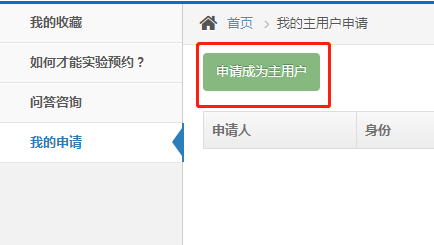 我的收藏
如何才能实验预约？
问答咨询
我的申请
首页 > 我的主用户申请
申请成为主用户
申请人 身份